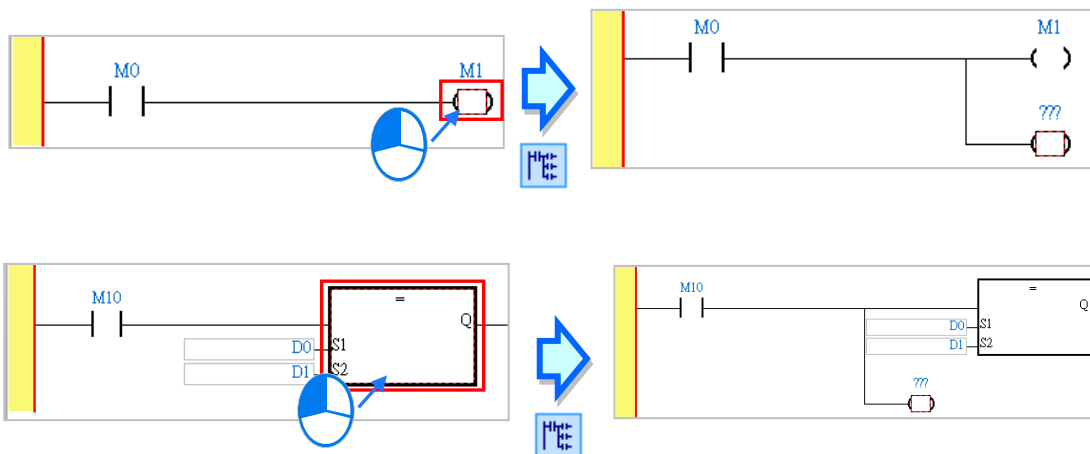 M0
M1
M0
M1
???
M10
=
Q
D0 S1
D1 S2
M10
=
Q
D0 S1
D1 S2
???